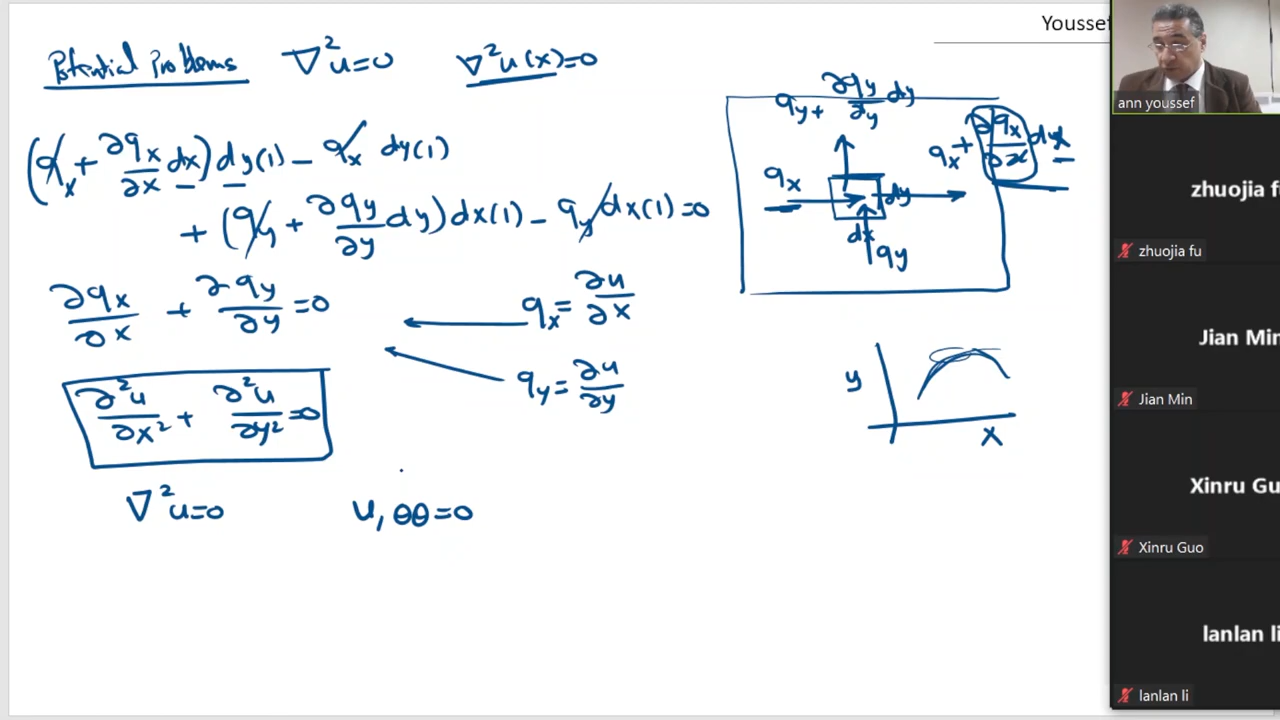 Youssef
Potential Problems ∇²u=0 ∇²u(x)=0
(qx + ∂qx/∂x dx) dy(1) − qx dy(1)
+ (qy + ∂qy/∂y dy) dx(1) − qy dx(1) = 0
∂qx/∂x + ∂qy/∂y = 0
qx = ∂u/∂x
qy = ∂u/∂y
∂²u/∂x² + ∂²u/∂y² = 0
∇²u=0 u,θθ=0
qy + ∂qy/∂y dy
qx
qx + ∂qx/∂x dx
dy
dx
qy
y
x
ann youssef
zhuojia fu
zhuojia fu
Jian Min
Jian Min
Xinru Gu
Xinru Guo
lanlan li
lanlan li